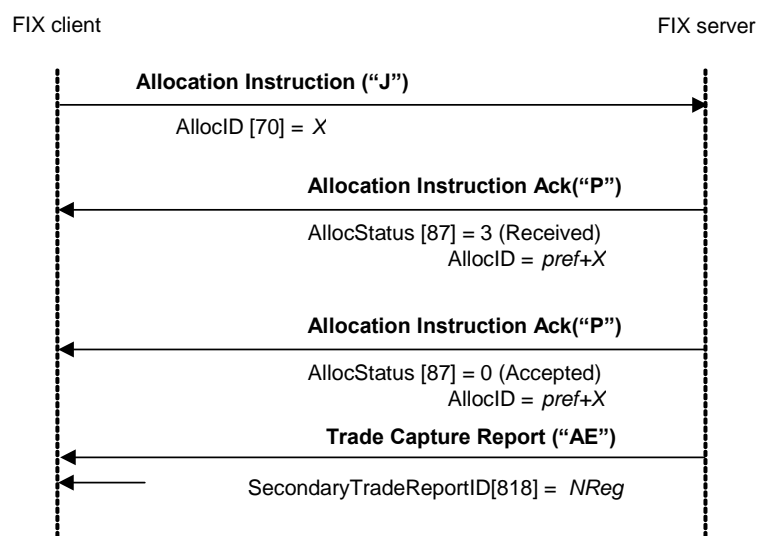 FIX client
FIX server
Allocation Instruction (“J”)
AllocID [70] = X
Allocation Instruction Ack(“P”)
AllocStatus [87] = 3 (Received)
AllocID = pref+X
Allocation Instruction Ack(“P”)
AllocStatus [87] = 0 (Accepted)
AllocID = pref+X
Trade Capture Report (“AE”)
SecondaryTradeReportID[818] = NReg